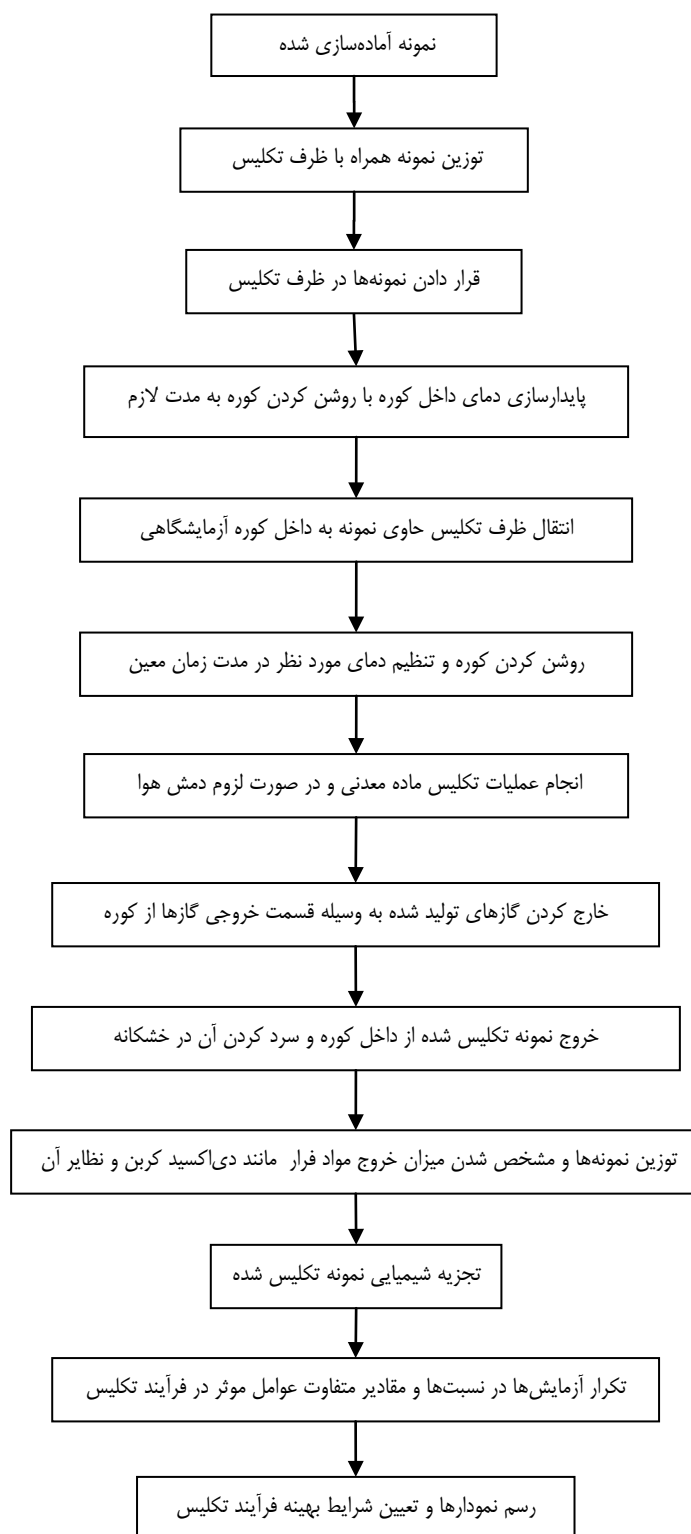 نمونه آماده‌سازی شده
توزین نمونه همراه با ظرف تکلیس
قرار دادن نمونه‌ها در ظرف تکلیس
پایدارسازی دمای داخل کوره با روشن کردن کوره به مدت لازم
انتقال ظرف تکلیس حاوی نمونه به داخل کوره آزمایشگاهی
روشن کردن کوره و تنظیم دمای مورد نظر در مدت زمان معین
انجام عملیات تکلیس ماده معدنی و در صورت لزوم دمش هوا
خارج کردن گازهای تولید شده به وسیله قسمت خروجی گازها از کوره
خروج نمونه تکلیس شده از داخل کوره و سرد کردن آن در خشکانه
توزین نمونه‌ها و مشخص شدن میزان خروج مواد فرار مانند دی‌اکسید کربن و نظایر آن
تجزیه شیمیایی نمونه تکلیس شده
تکرار آزمایش‌ها در نسبت‌ها و مقادیر متفاوت عوامل موثر در فرآیند تکلیس
رسم نمودارها و تعیین شرایط بهینه فرآیند تکلیس